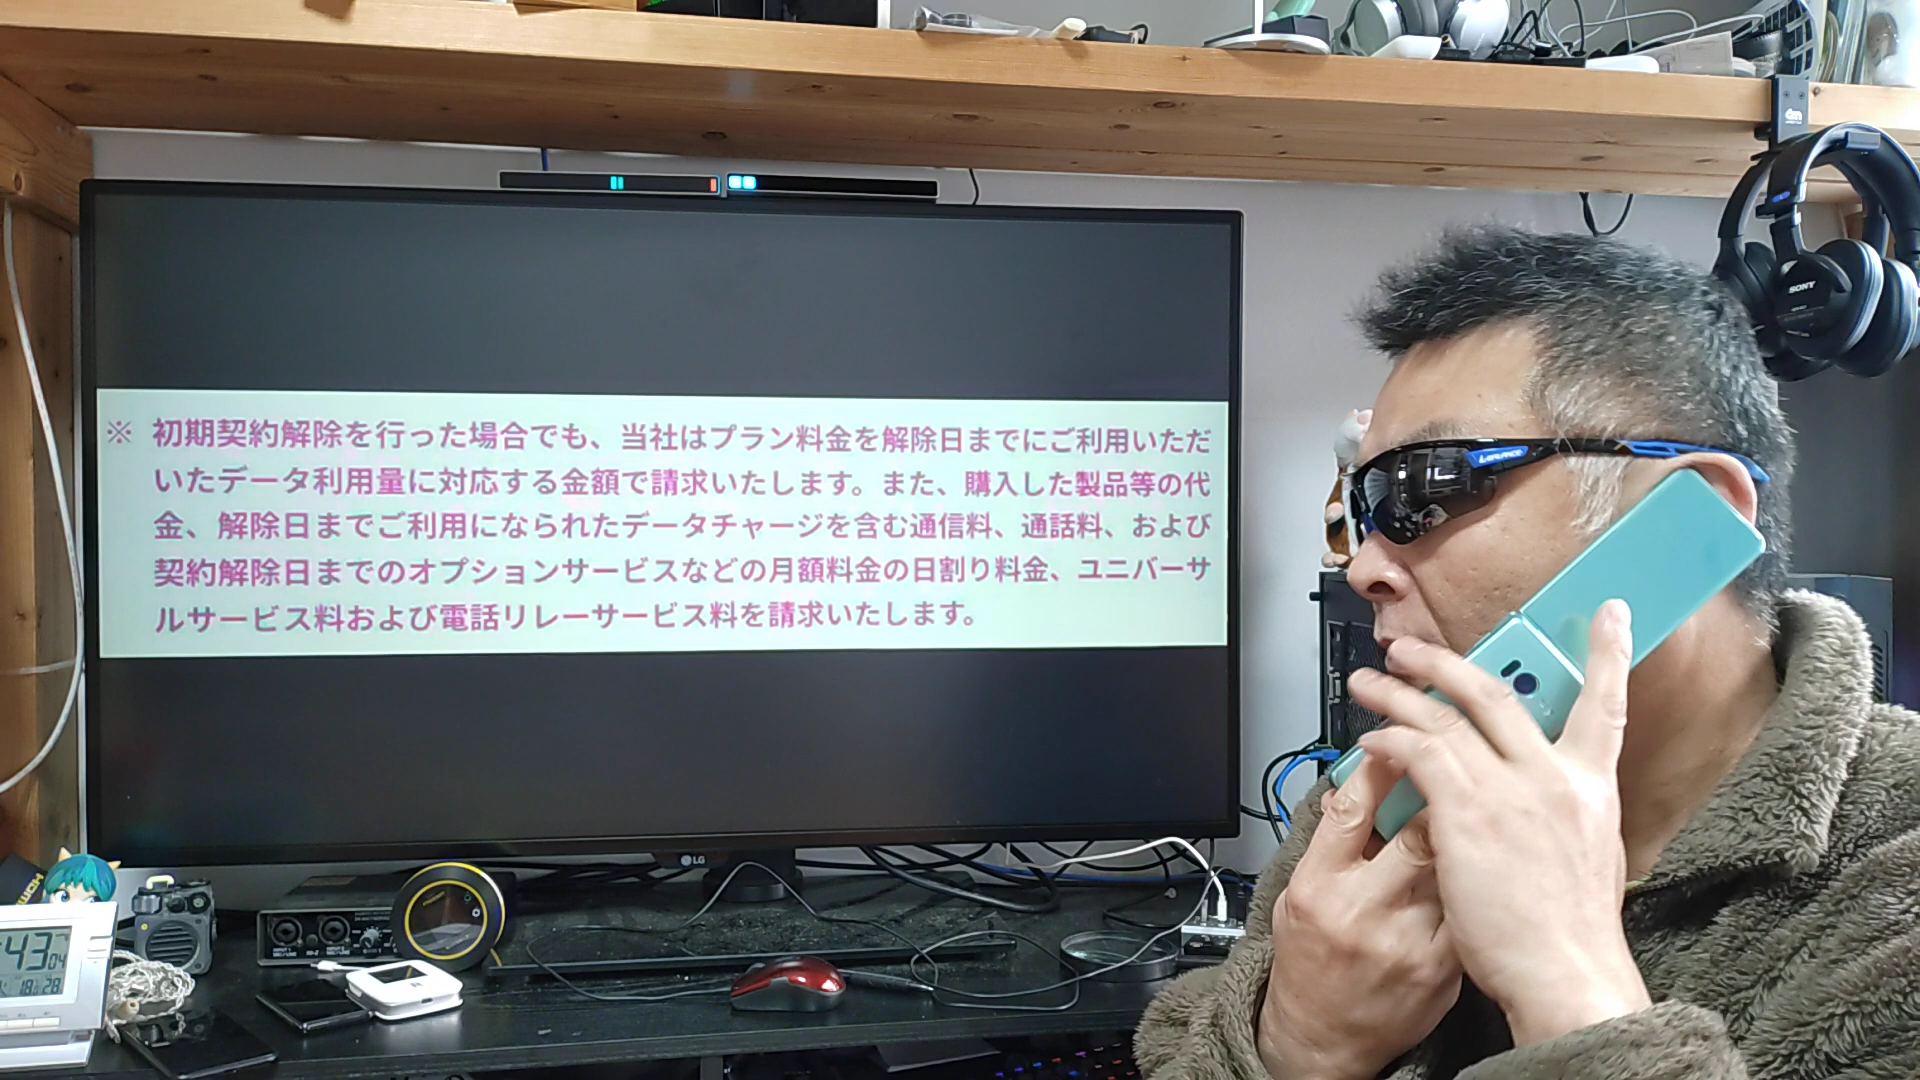 dn
SONY
※ 初期契約解除を行った場合でも、当社はプラン料金を解除日までにご利用いただ
いたデータ利用量に対応する金額で請求いたします。また、購入した製品等の代
金、解除日までご利用になられたデータチャージを含む通信料、通話料、および
契約解除日までのオプションサービスなどの月額料金の日割り料金、ユニバーサ
ルサービス料および電話リレーサービス料を請求いたします。
LG
:43 04